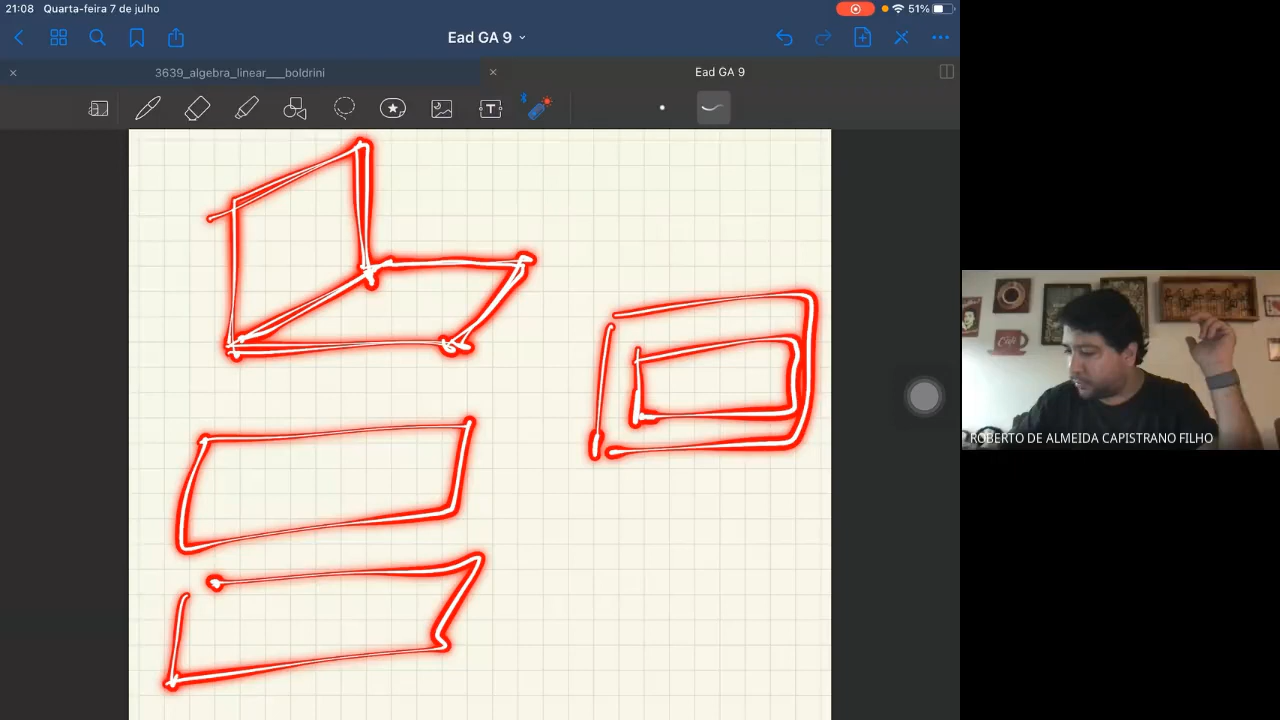 21:08 Quarta-feira 7 de julho
51%
Ead GA 9
3639_algebra_linear___boldrini
Ead GA 9
T
Café
ROBERTO DE ALMEIDA CAPISTRANO FILHO